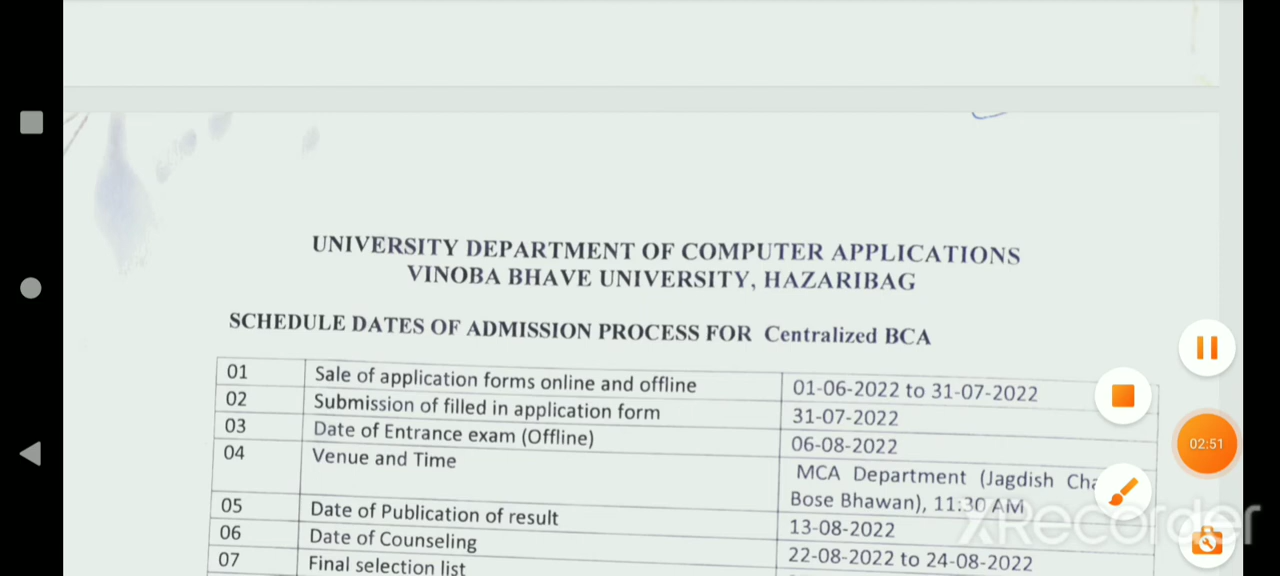 UNIVERSITY DEPARTMENT OF COMPUTER APPLICATIONS
VINOBA BHAVE UNIVERSITY, HAZARIBAG
SCHEDULE DATES OF ADMISSION PROCESS FOR Centralized BCA
01 Sale of application forms online and offline 01-06-2022 to 31-07-2022
02 Submission of filled in application form 31-07-2022
03 Date of Entrance exam (Offline) 06-08-2022
04 Venue and Time MCA Department (Jagdish
Bose Bhawan), 11:30 AM
05 Date of Publication of result 13-08-2022
06 Date of Counseling 22-08-2022 to 24-08-2022
07 Final selection list
02:51
XRecorder